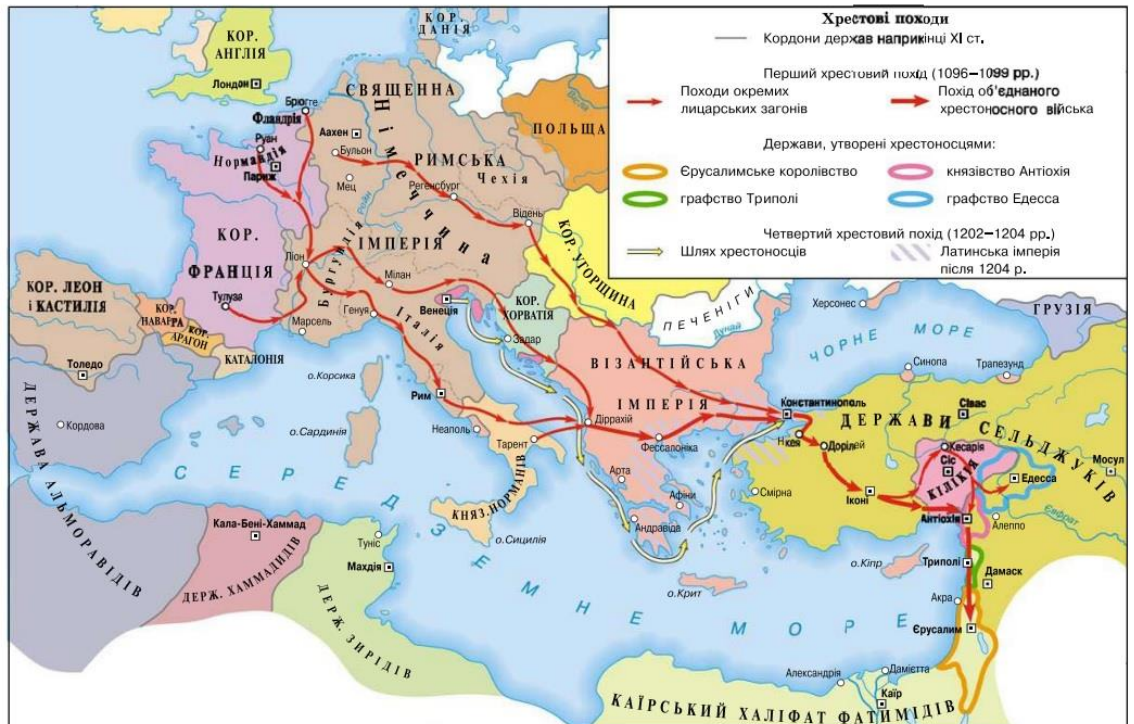 Хрестові походи
Кордони держав наприкінці XI ст.
Перший хрестовий похід (1096–1099 рр.)
Походи окремих
лицарських загонів
Похід об'єднаного
хрестоносного війська
Держави, утворені хрестоносцями:
Єрусалимське королівство
князівство Антіохія
графство Триполі
графство Едесса
Четвертий хрестовий похід (1202–1204 рр.)
Шлях хрестоносців
Латинська імперія
після 1204 р.
КОР.
АНГЛІЯ
Лондон
КОР.
ДАНІЯ
СВЯЩЕННА
РИМСЬКА
ІМПЕРІЯ
Німеччина
Чехія
ПОЛЬЩА
Брюгге
Фландрія
Руан
Нормандія
Париж
Аахен
Бульон
Мец
Рейн
Регенсбург
Відень
КОР.
ФРАНЦІЯ
Ліон
Бургундія
Мілан
Тулуза
Марсель
Генуя
Італія
Венеція
КОР.
ХОРВАТІЯ
Задар
КОР. УГОРЩИНА
ПЕЧЕНІГИ
Дунай
Херсонес
ГРУЗІЯ
ЧОРНЕ МОРЕ
КОР. ЛЕОН
і КАСТИЛІЯ
КОР.
НАВАРРА
КОР.
АРАГОН
КАТАЛОНІЯ
Толедо
Кордова
ДЕРЖАВА АЛЬМОРАВІДІВ
о.Корсика
о.Сардинія
Рим
Неаполь
Тарент
КНЯЗ. НОРМАНІВ
о.Сицилія
ВІЗАНТІЙСЬКА
ІМПЕРІЯ
Діррахій
Фессалоніка
Константинополь
Арта
Афіни
Андравіда
о.Крит
Синопа
Трапезунд
ДЕРЖАВИ СЕЛЬДЖУКІВ
Сівас
Нікея
Дорілей
Смірна
Іконі
Кесарія
Сіс
КІЛІКІЯ
Едесса
Мосул
Антіохія
Алеппо
Євфрат
о.Кіпр
Триполі
Дамаск
Акра
Єрусалим
СЕРЕДЗЕМНЕ МОРЕ
Кала-Бені-Хаммад
ДЕРЖ. ХАММАДИДІВ
Туніс
Махдія
ДЕРЖ. ЗИРІДІВ
Александрія
Дамієтта
Каїр
КАЇРСЬКИЙ ХАЛІФАТ ФАТИМІДІВ